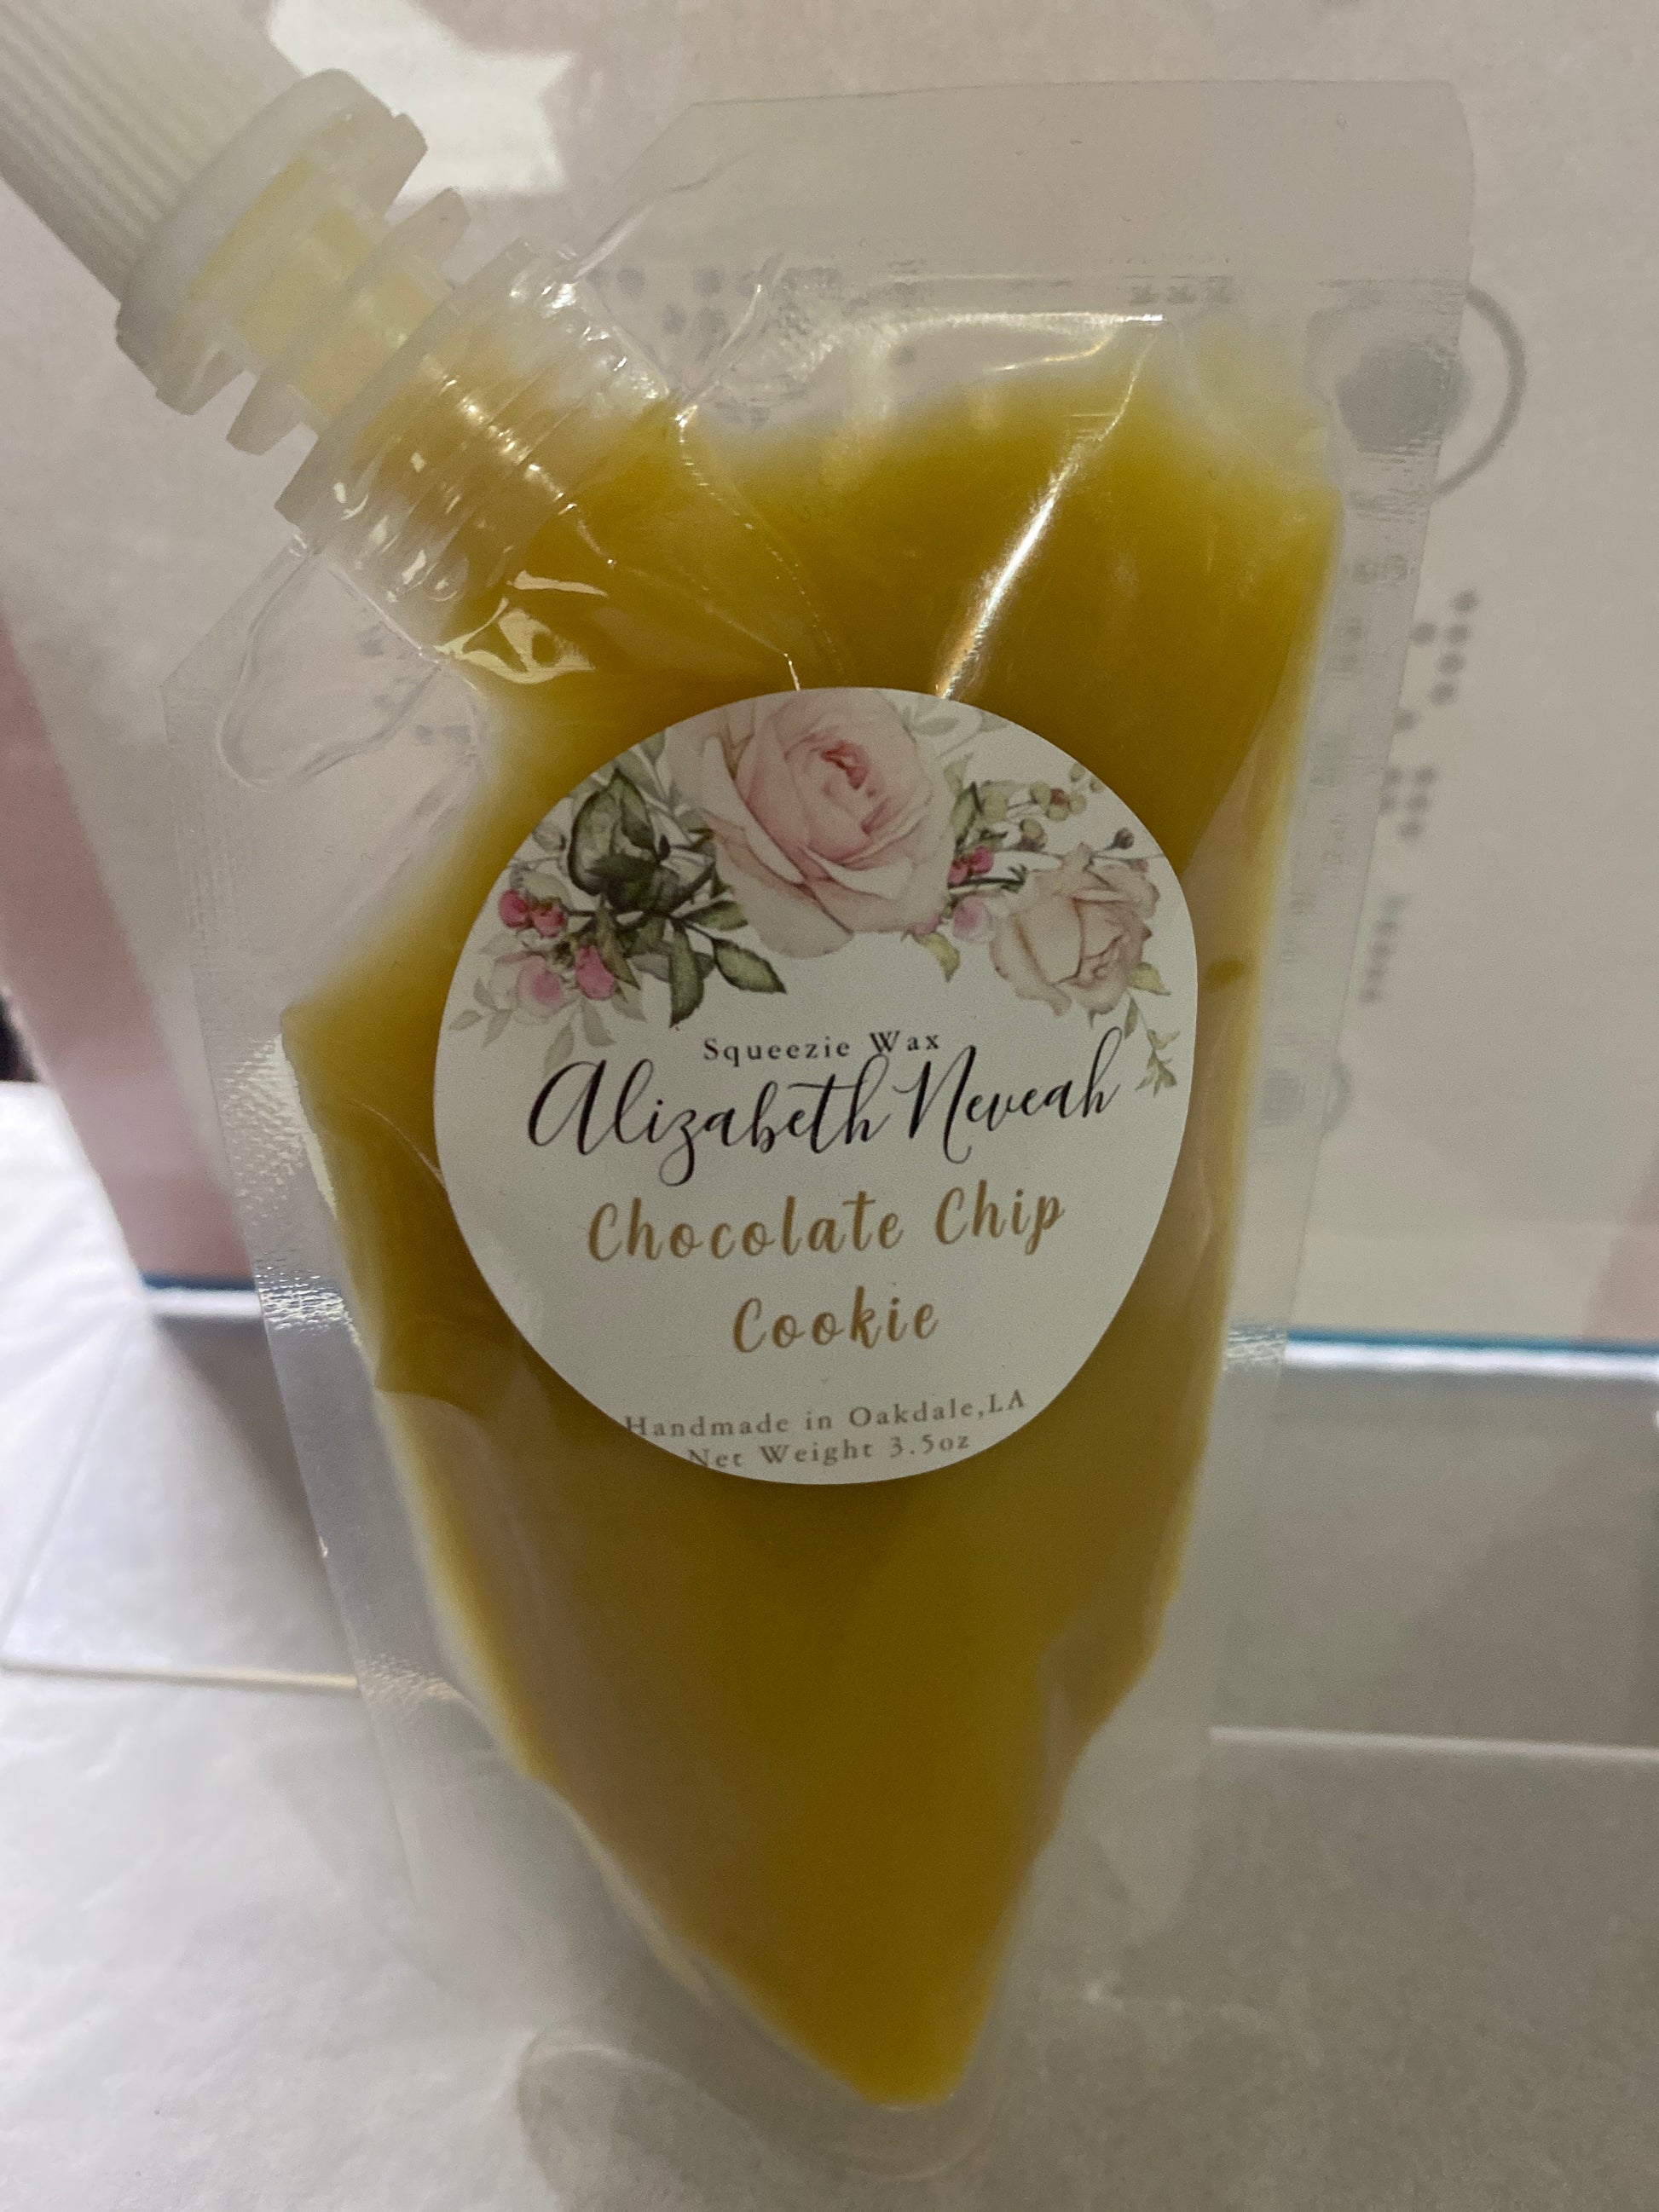 Squeezie Wax
Alizabeth Neveah
Chocolate Chip
Cookie
Handmade in Oakdale,LA
Net Weight 3.5oz